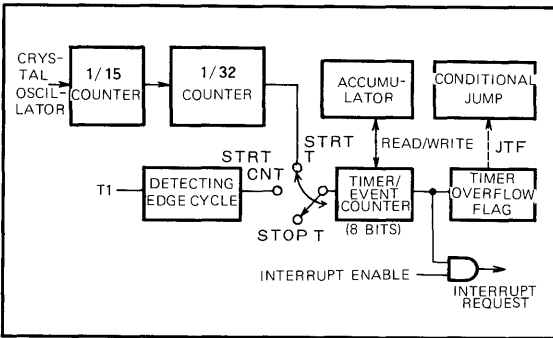 CRYS-
TAL
OSCIL-
LATOR
1/15
COUNTER
1/32
COUNTER
ACCUMU-
LATOR
CONDITIONAL
JUMP
STRT
T
READ/WRITE
JTF
STRT
CNT
T1
DETECTING
EDGE CYCLE
TIMER/
EVENT
COUNTER
(8 BITS)
TIMER
OVERFLOW
FLAG
STOP T
INTERRUPT ENABLE
INTERRUPT
REQUEST